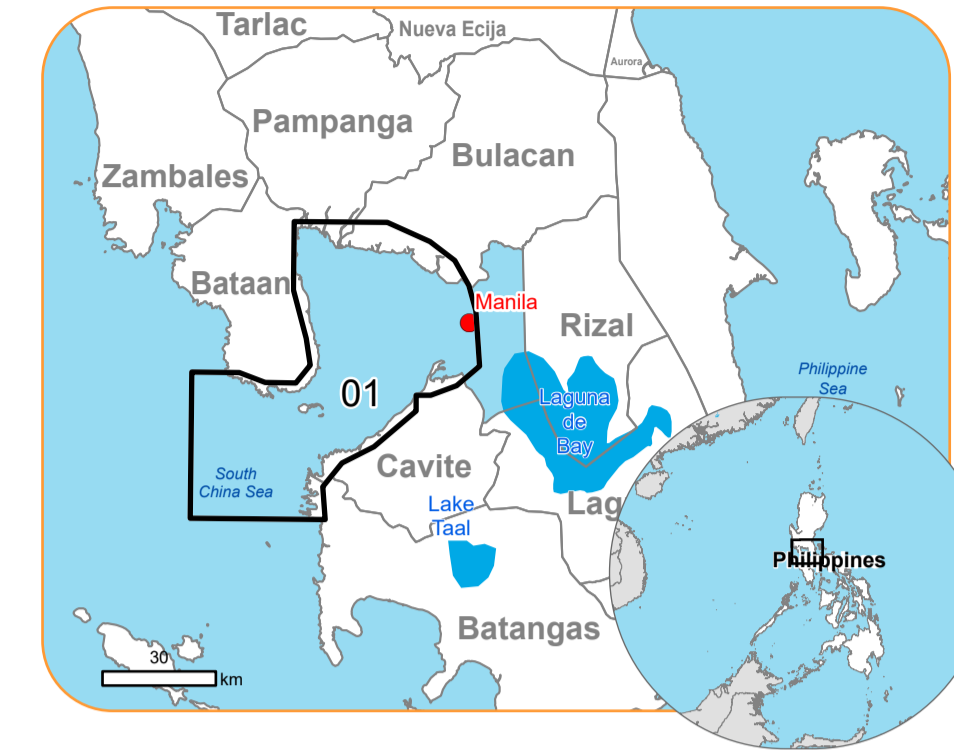 Tarlac
Nueva Ecija
Aurora
Pampanga
Bulacan
Zambales
Bataan
Manila
Rizal
Philippine
Sea
01
Laguna
de
Bay
South
China Sea
Cavite
Lake
Taal
Lag
Philippines
Batangas
30
km